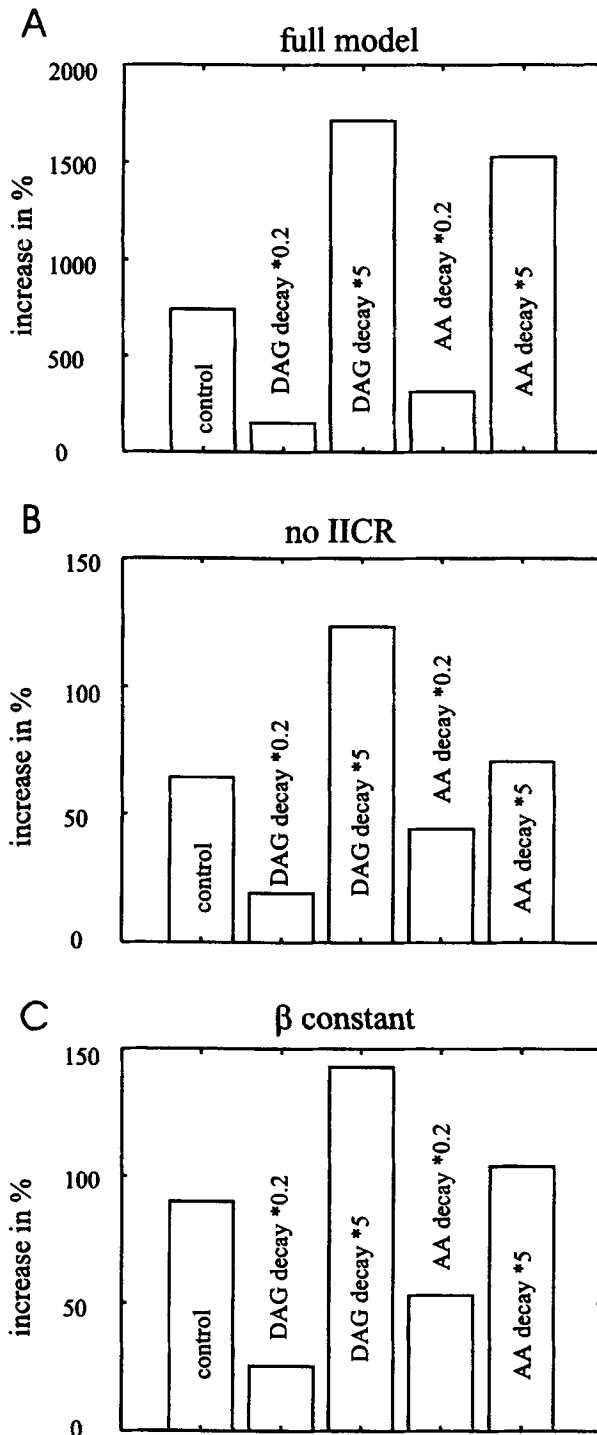 A
full model
increase in %
2000
1500
1000
500
0
control
DAG decay *0.2
DAG decay *5
AA decay *0.2
AA decay *5
B
no IICR
increase in %
150
100
50
0
control
DAG decay *0.2
DAG decay *5
AA decay *0.2
AA decay *5
C
β constant
increase in %
150
100
50
0
control
DAG decay *0.2
DAG decay *5
AA decay *0.2
AA decay *5